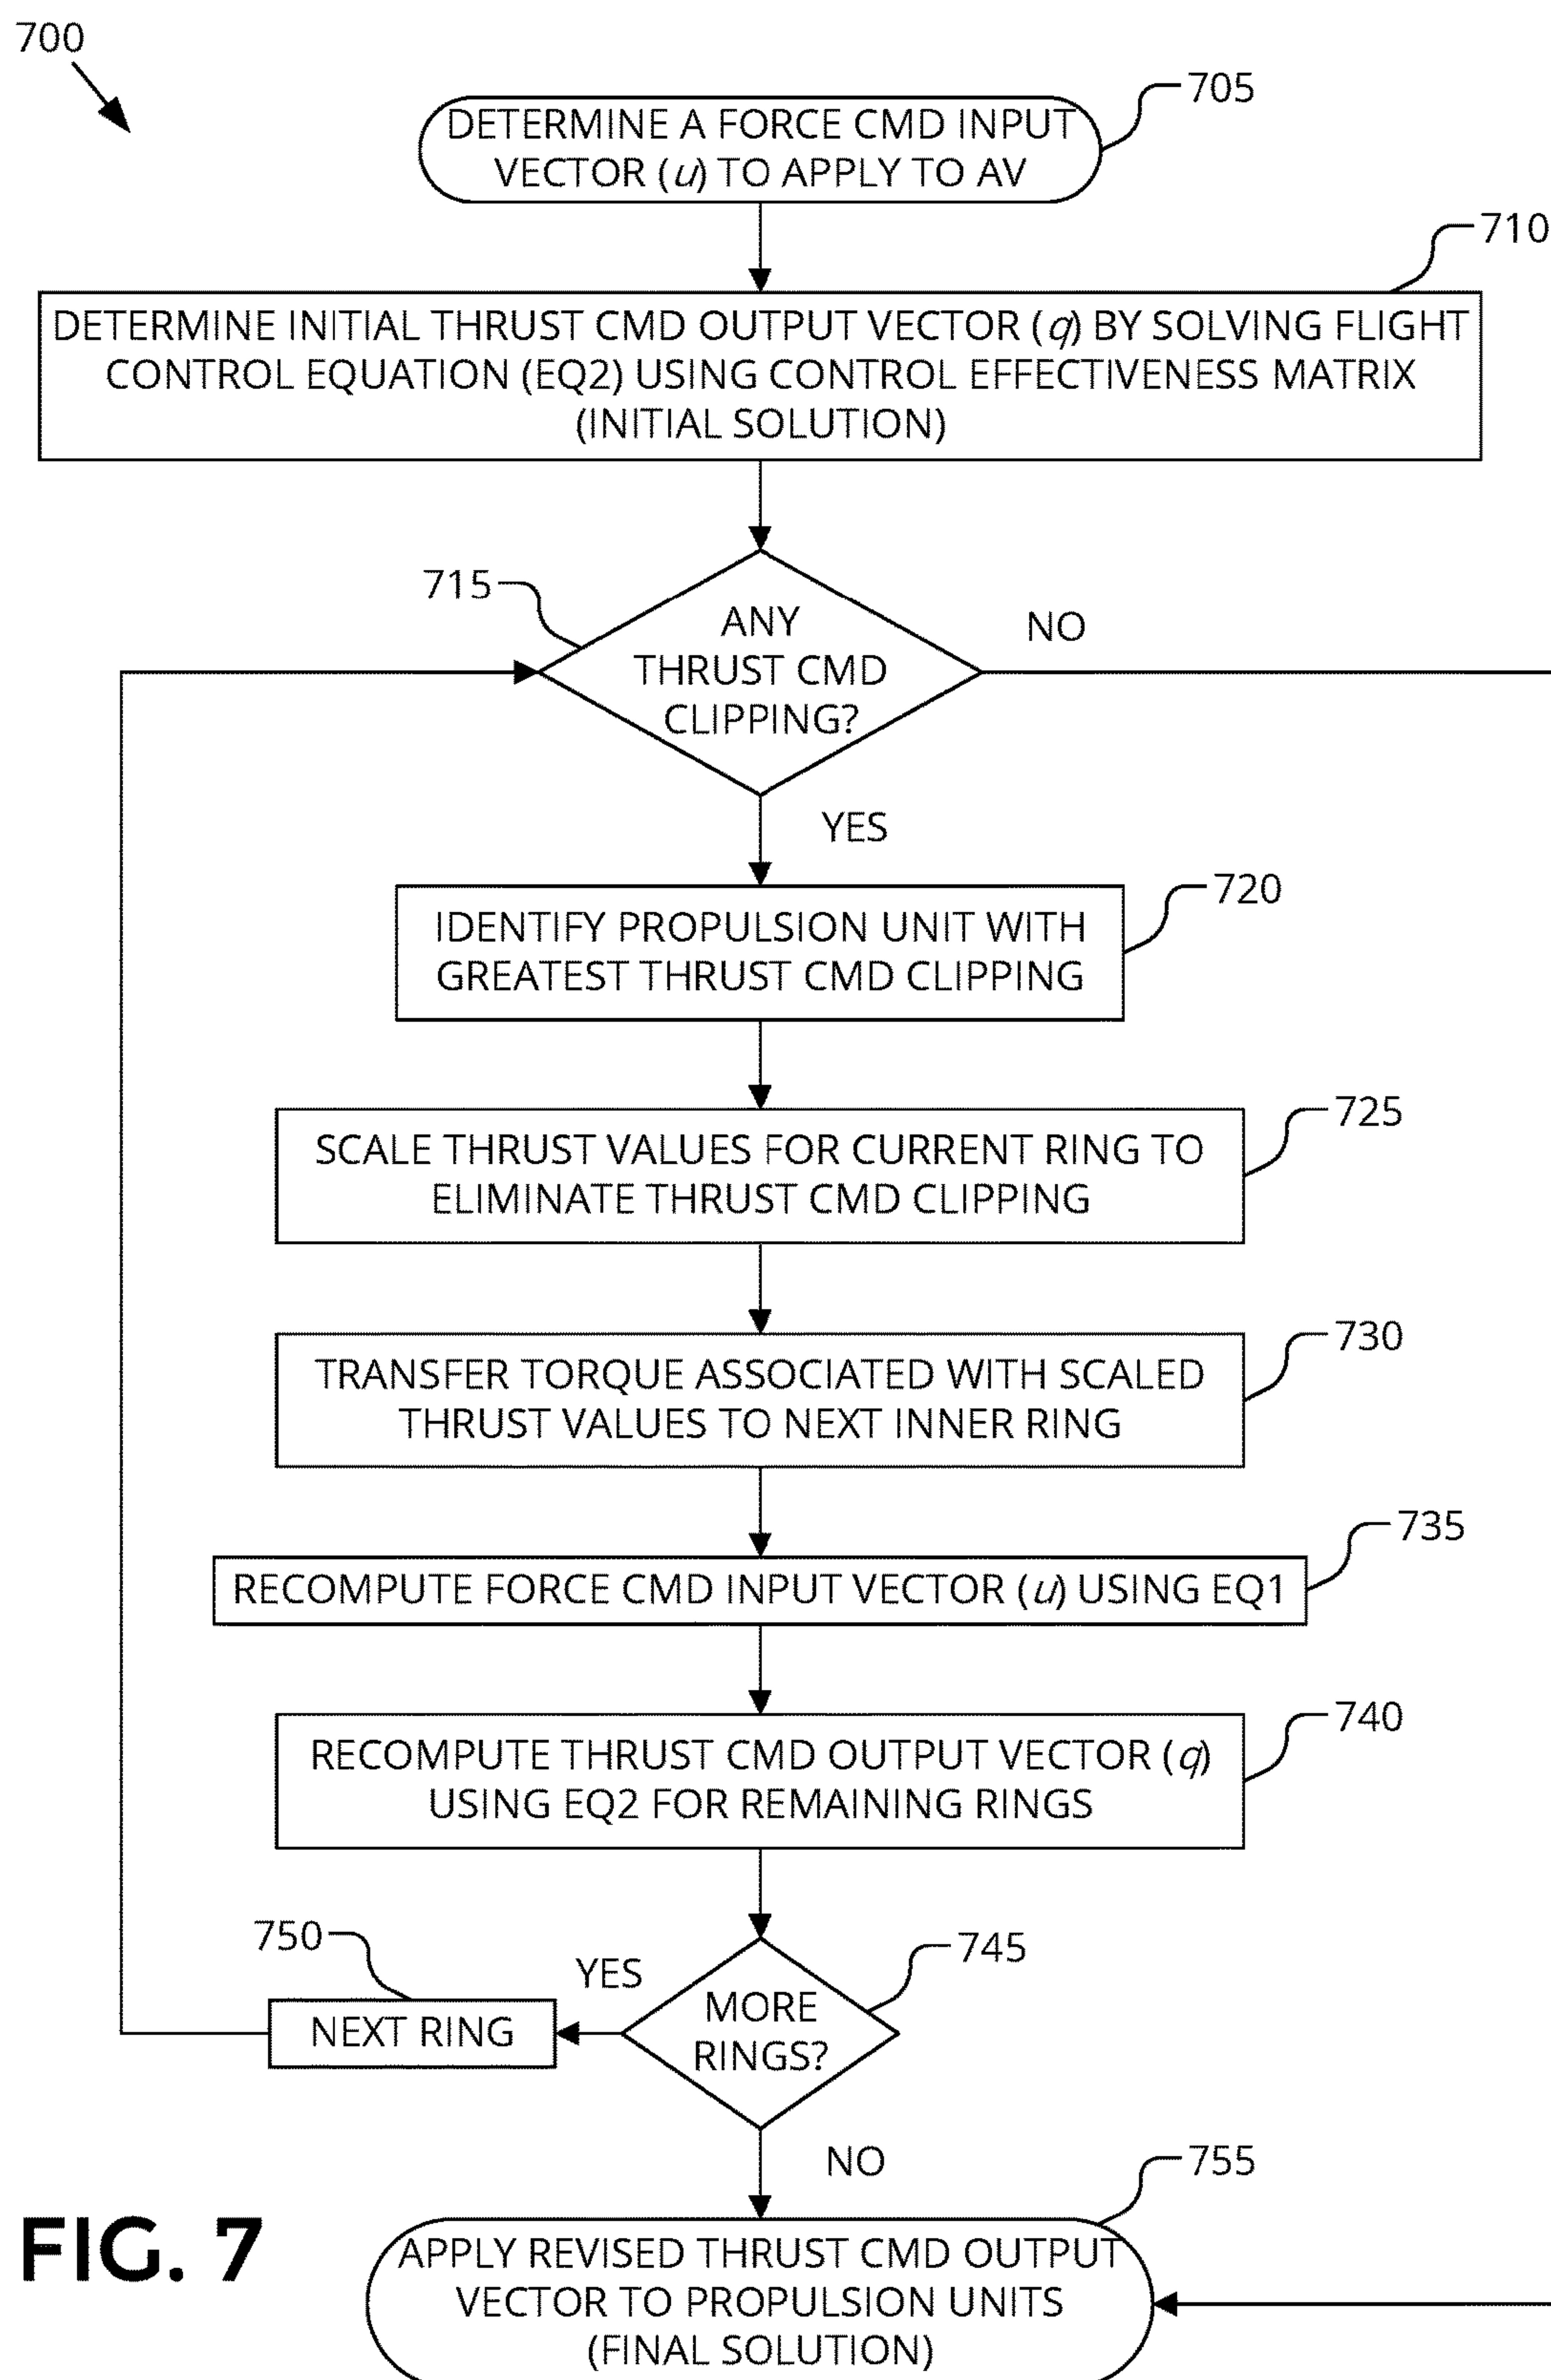 700
705
DETERMINE A FORCE CMD INPUT
VECTOR (u) TO APPLY TO AV
710
DETERMINE INITIAL THRUST CMD OUTPUT VECTOR (q) BY SOLVING FLIGHT
CONTROL EQUATION (EQ2) USING CONTROL EFFECTIVENESS MATRIX
(INITIAL SOLUTION)
715
ANY
THRUST CMD
CLIPPING?
NO
YES
720
IDENTIFY PROPULSION UNIT WITH
GREATEST THRUST CMD CLIPPING
725
SCALE THRUST VALUES FOR CURRENT RING TO
ELIMINATE THRUST CMD CLIPPING
730
TRANSFER TORQUE ASSOCIATED WITH SCALED
THRUST VALUES TO NEXT INNER RING
735
RECOMPUTE FORCE CMD INPUT VECTOR (u) USING EQ1
740
RECOMPUTE THRUST CMD OUTPUT VECTOR (q)
USING EQ2 FOR REMAINING RINGS
745
MORE
RINGS?
YES
750
NEXT RING
NO
755
APPLY REVISED THRUST CMD OUTPUT
VECTOR TO PROPULSION UNITS
(FINAL SOLUTION)
FIG. 7